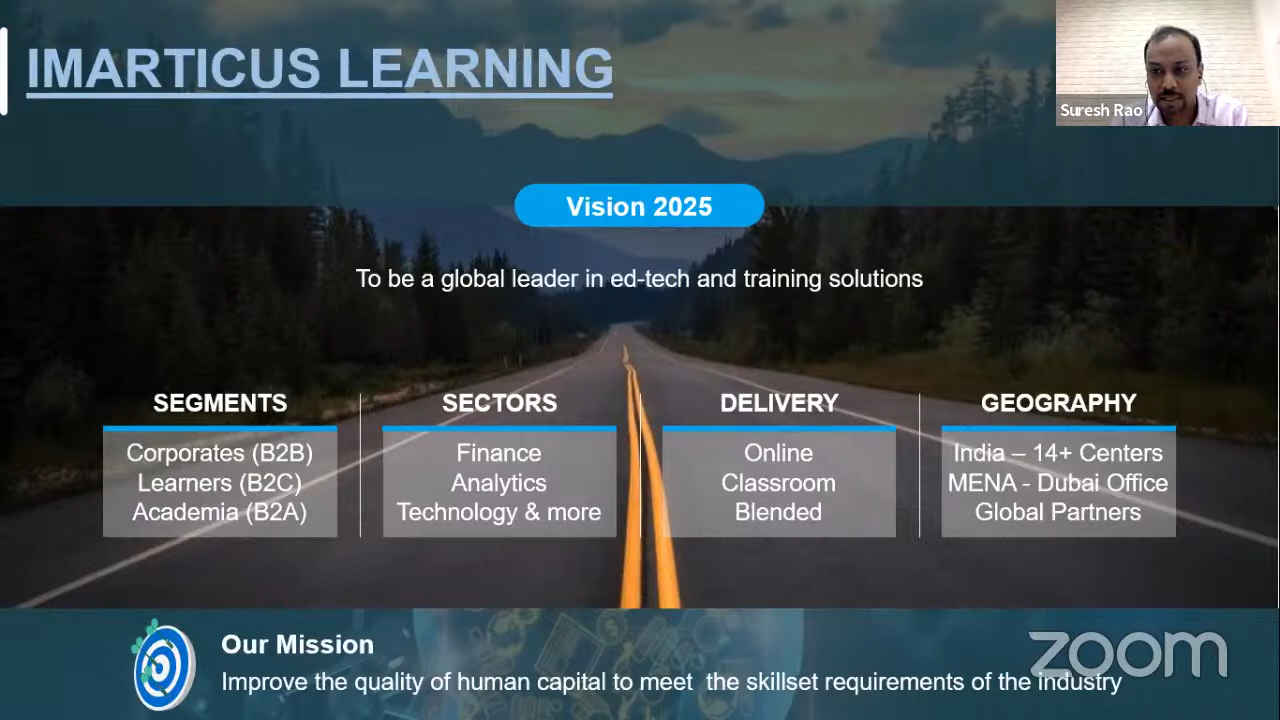 IMARTICUS LEARNING
Suresh Rao
Vision 2025
To be a global leader in ed-tech and training solutions
SEGMENTS
Corporates (B2B)
Learners (B2C)
Academia (B2A)
SECTORS
Finance
Analytics
Technology & more
DELIVERY
Online
Classroom
Blended
GEOGRAPHY
India – 14+ Centers
MENA - Dubai Office
Global Partners
Our Mission
Improve the quality of human capital to meet  the skillset requirements of the industry
zoom